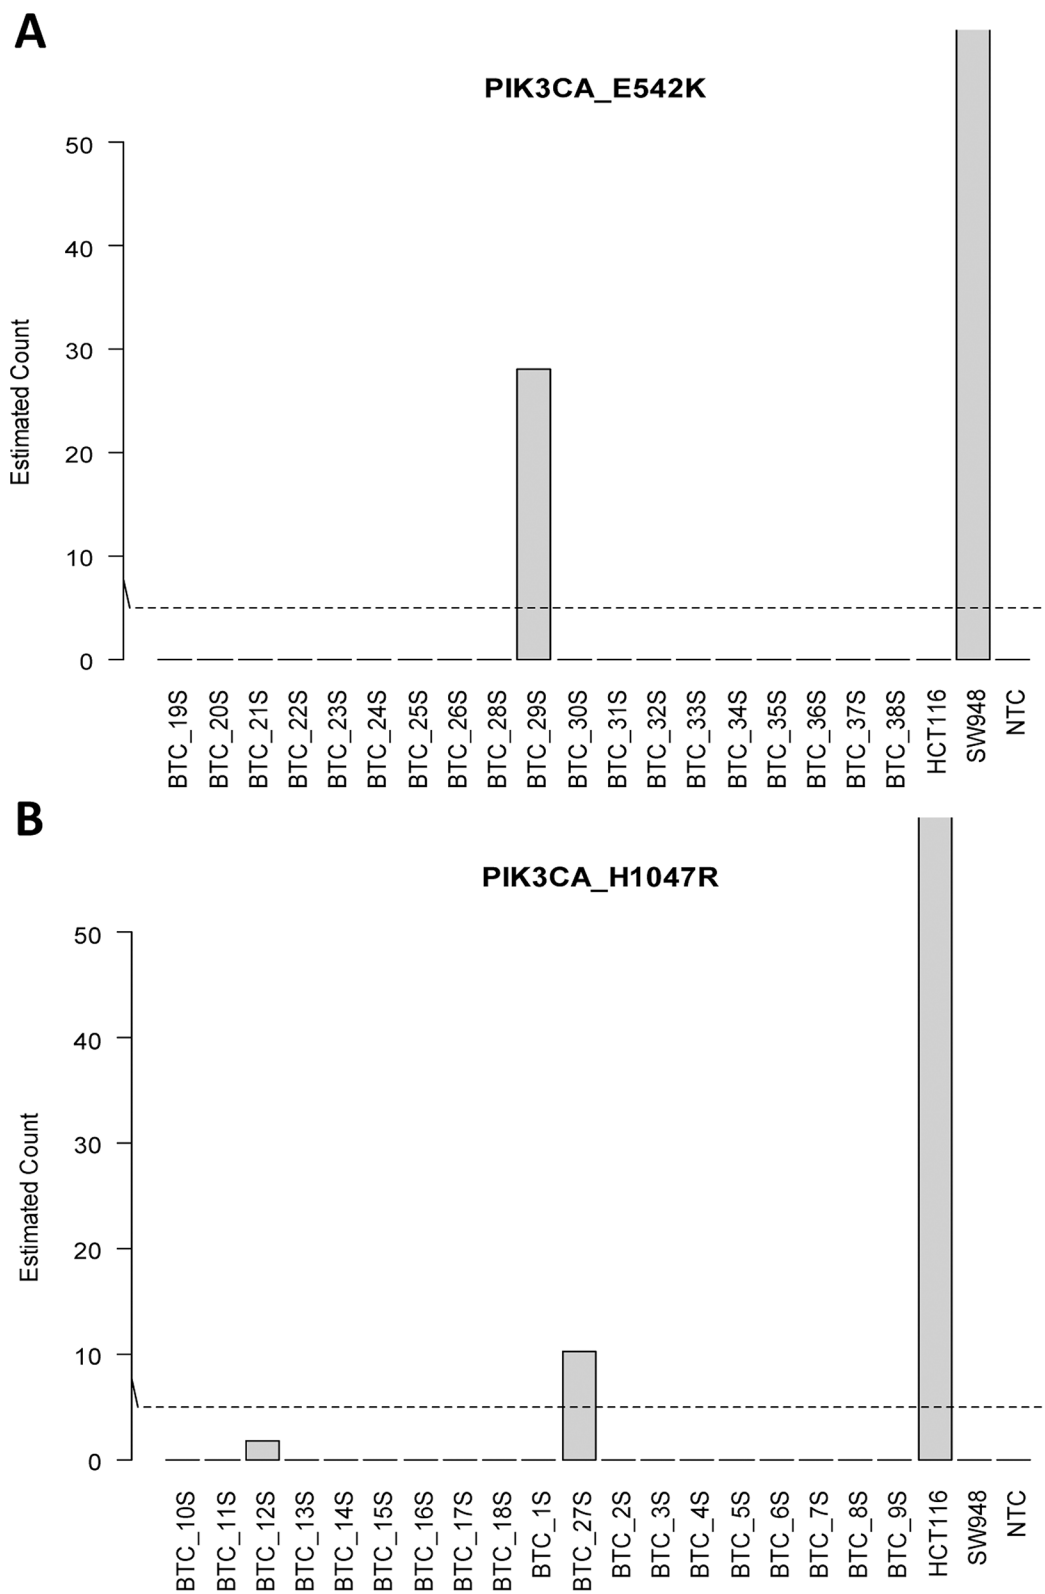 A
PIK3CA_E542K
50
40
30
20
10
0
Estimated Count
BTC_19S
BTC_20S
BTC_21S
BTC_22S
BTC_23S
BTC_24S
BTC_25S
BTC_26S
BTC_28S
BTC_29S
BTC_30S
BTC_31S
BTC_32S
BTC_33S
BTC_34S
BTC_35S
BTC_36S
BTC_37S
BTC_38S
HCT116
SW948
NTC
B
PIK3CA_H1047R
50
40
30
20
10
0
Estimated Count
BTC_10S
BTC_11S
BTC_12S
BTC_13S
BTC_14S
BTC_15S
BTC_16S
BTC_17S
BTC_18S
BTC_1S
BTC_27S
BTC_2S
BTC_3S
BTC_4S
BTC_5S
BTC_6S
BTC_7S
BTC_8S
BTC_9S
HCT116
SW948
NTC